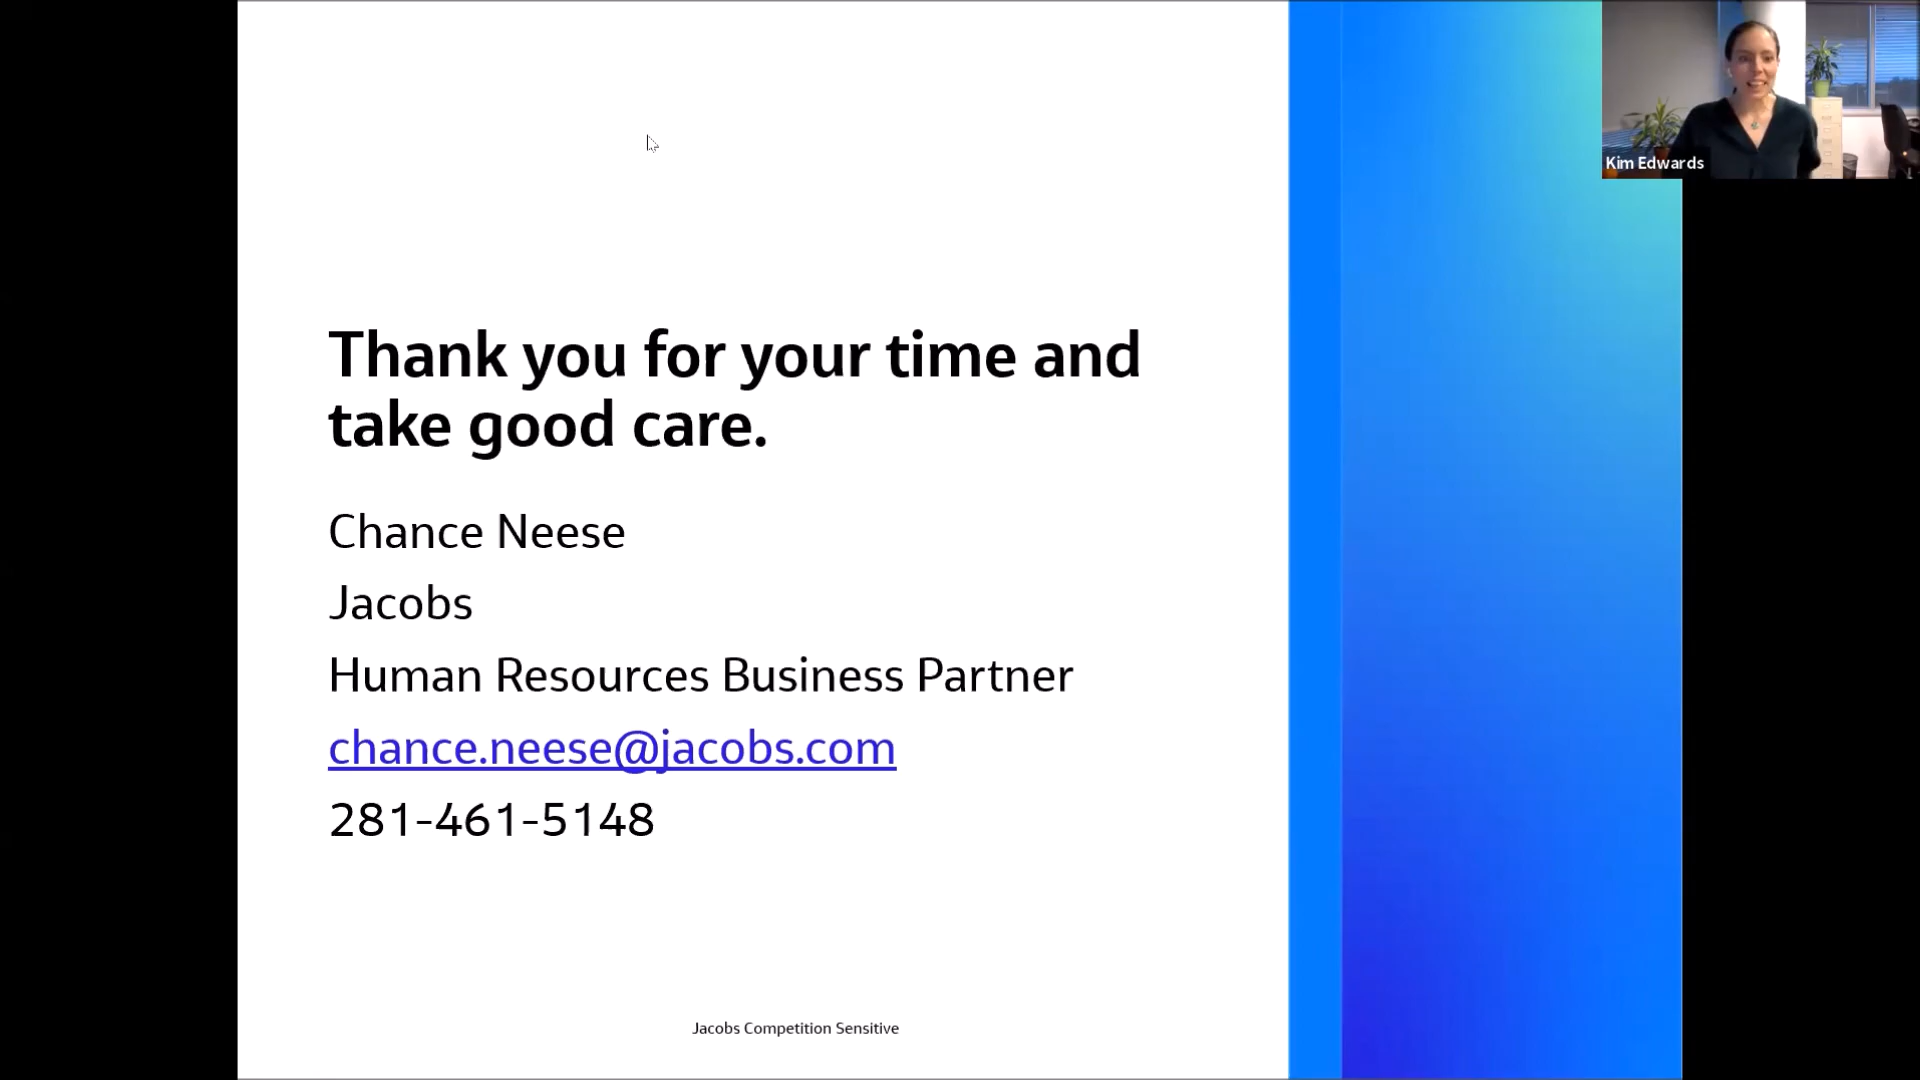 Thank you for your time and
take good care.
Chance Neese
Jacobs
Human Resources Business Partner
chance.neese@jacobs.com
281-461-5148
Jacobs Competition Sensitive
Kim Edwards